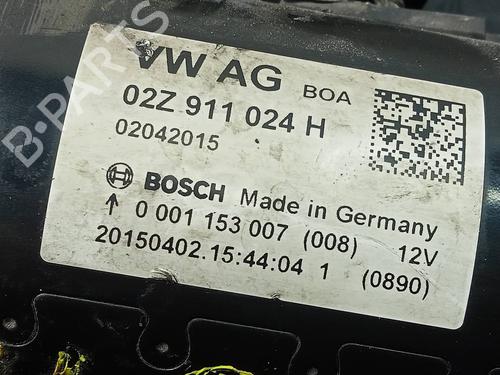 VW AG BOA
02Z 911 024 H
02042015
BOSCH Made in Germany
↑ 0 001 153 007 (008) 12V
20150402.15:44:04 1 (0890)
B-PARTS